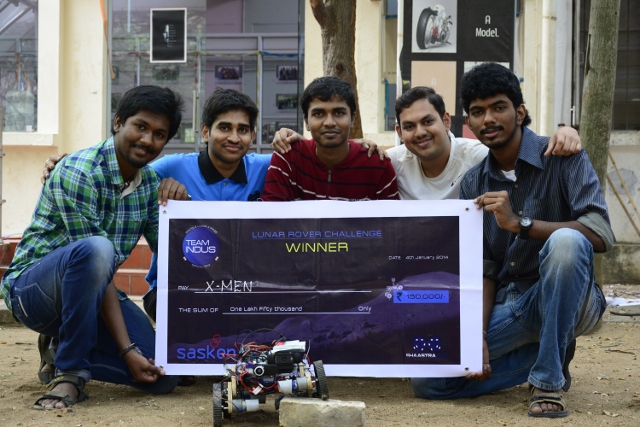 A
Model.
TEAM
INDUS
LUNAR ROVER CHALLENGE
WINNER
DATE: 4th January 2014
PAY X-MEN
₹ 150,000/-
THE SUM OF One Lakh Fifty thousand Only
sasken
SHAASTRA